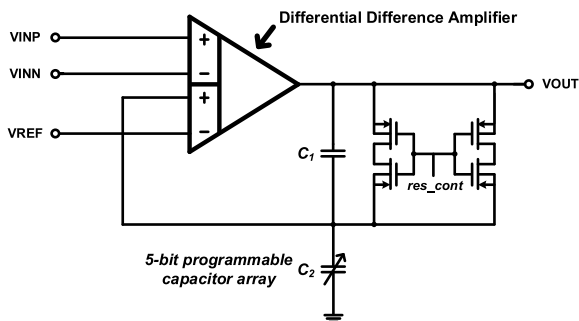 Differential Difference Amplifier
VINP
+
VINN
−
+
VREF
−
VOUT
C1
res_cont
5-bit programmable
capacitor array
C2